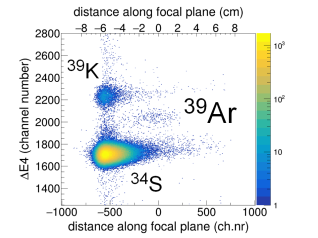 distance along focal plane (cm)
−8 −6 −4 −2 0 2 4 6 8
2800
2600
2400
2200
2000
1800
1600
1400
ΔE4 (channel number)
³⁹K
³⁹Ar
³⁴S
10³
10²
10
1
−1000 −500 0 500 1000
distance along focal plane (ch.nr)